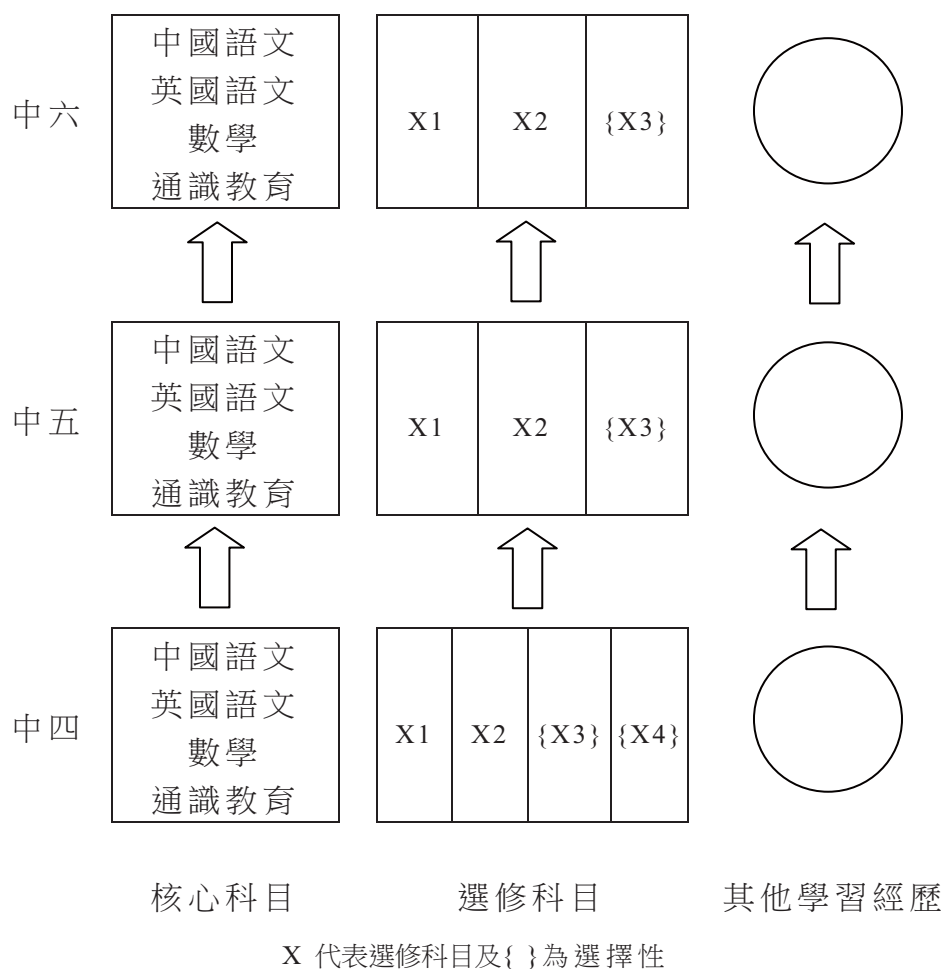 中國語文
英國語文
數學
通識教育
中六
X1 X2 {X3}
中國語文
英國語文
數學
通識教育
中五
X1 X2 {X3}
中國語文
英國語文
數學
通識教育
中四
X1 X2 {X3} {X4}
核心科目 選修科目 其他學習經歷
X 代表選修科目及{ }為選擇性